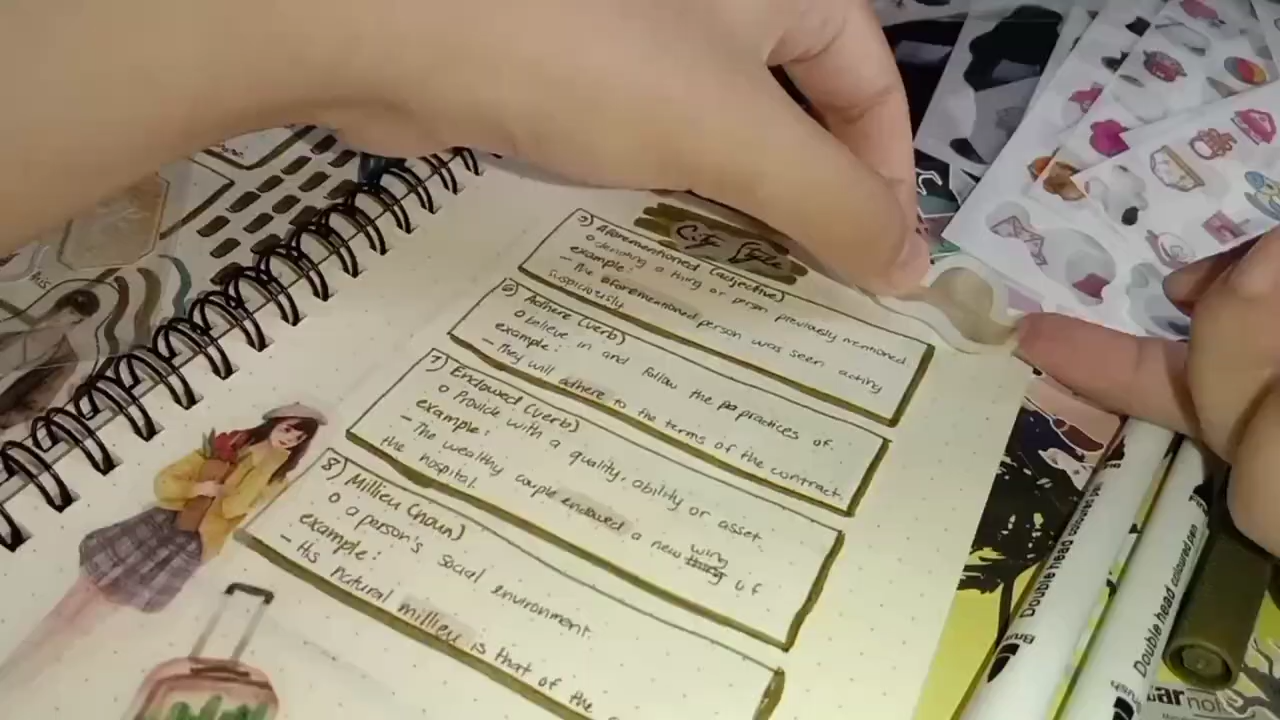 City Style
5) Aforementioned (adjective)
o denoting a thing or person previously mentioned
example:
- The aforementioned person was seen acting
suspiciously
6) Adhere (verb)
o believe in and follow the practices of.
example:
- They will adhere to the terms of the contract.
7) Endowed (verb)
o Provide with a quality, ability or asset.
example:
- The wealthy couple endowed a new wing of
the hospital.
8) Millieu (noun)
o a person's social environment.
example:
- His natural millieu is that of the
Double head
Double head coloured pen